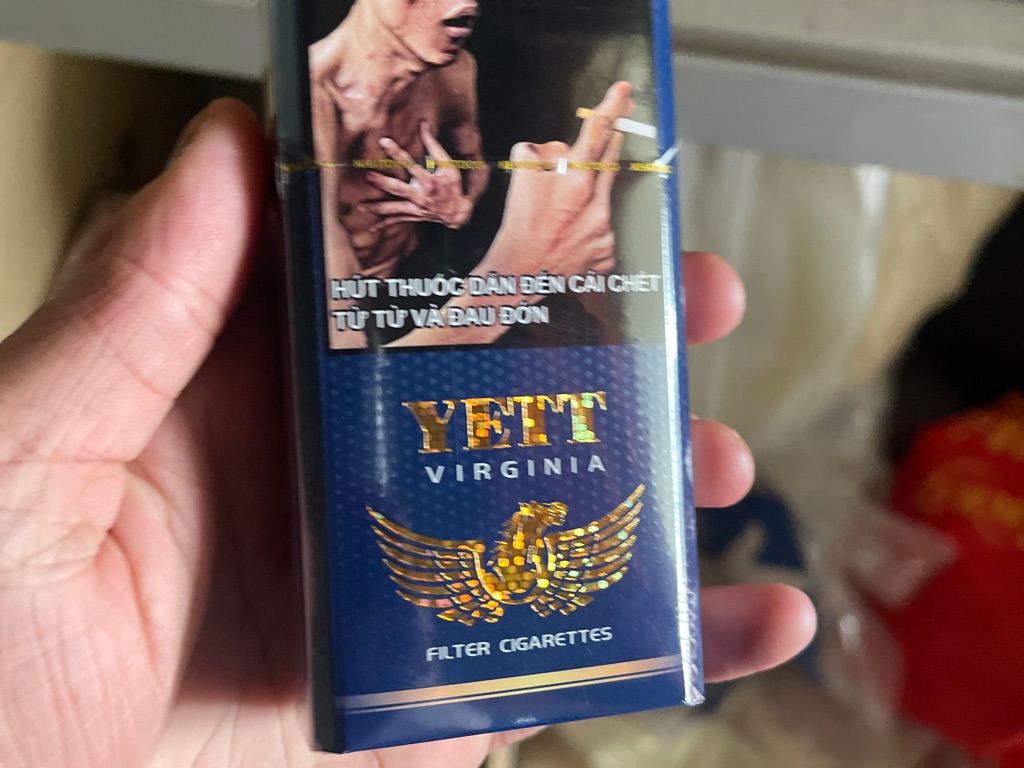 HÚT THUỐC DẪN ĐẾN CÁI CHẾT
TỪ TỪ VÀ ĐAU ĐỚN
YETT
VIRGINIA
FILTER CIGARETTES